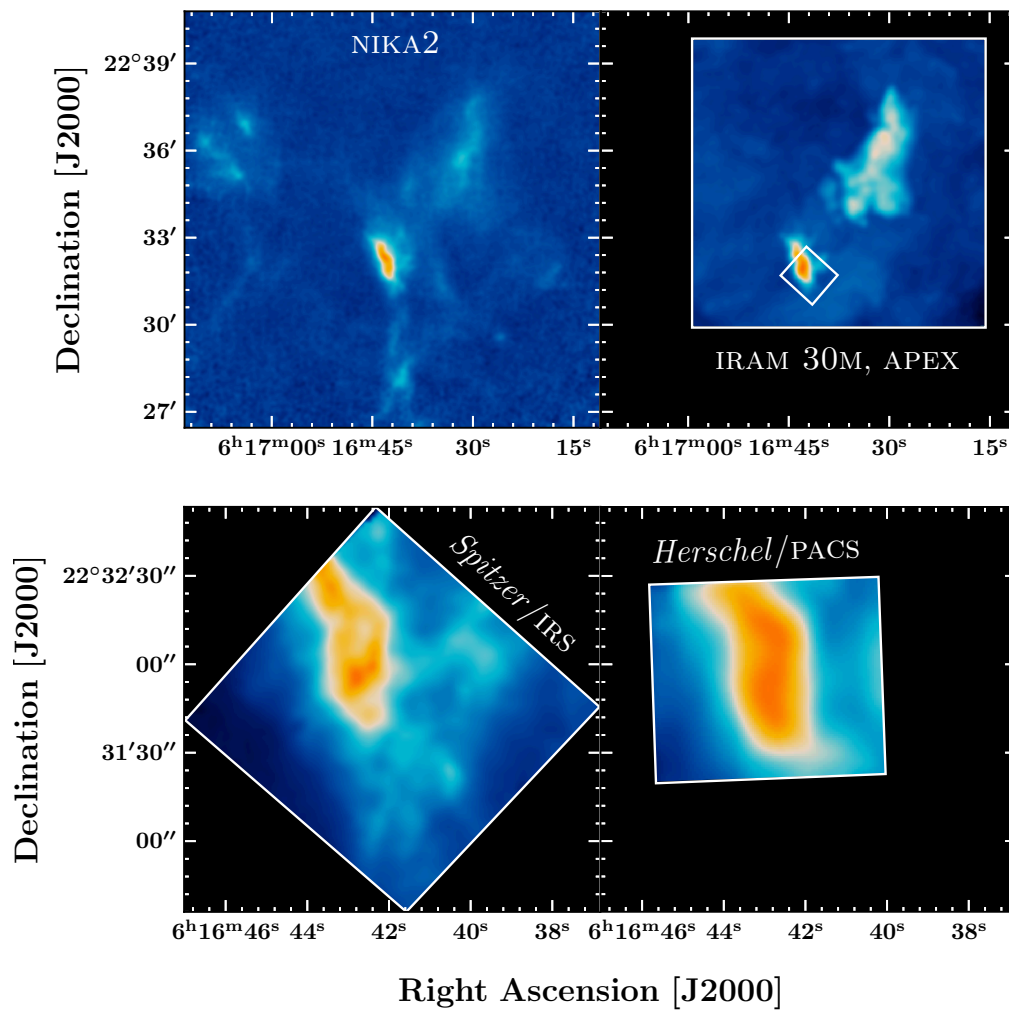 NIKA2
Declination [J2000]
22°39′
36′
33′
30′
27′
6ʰ17ᵐ00ˢ 16ᵐ45ˢ 30ˢ 15ˢ
IRAM 30M, APEX
6ʰ17ᵐ00ˢ 16ᵐ45ˢ 30ˢ 15ˢ
Declination [J2000]
22°32′30″
00″
31′30″
00″
Spitzer/IRS
6ʰ16ᵐ46ˢ 44ˢ 42ˢ 40ˢ 38ˢ
Herschel/PACS
6ʰ16ᵐ46ˢ 44ˢ 42ˢ 40ˢ 38ˢ
Right Ascension [J2000]